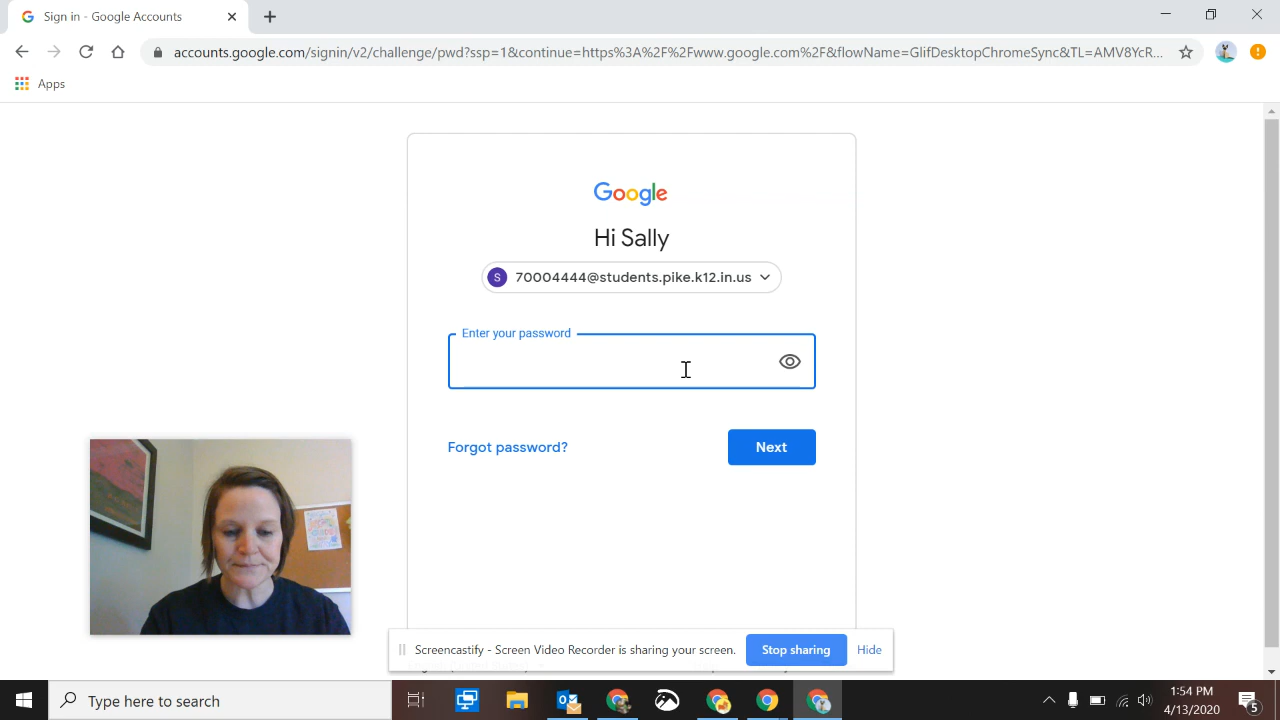 Sign in - Google Accounts
accounts.google.com/signin/v2/challenge/pwd?ssp=1&continue=https%3A%2F%2Fwww.google.com%2F&flowName=GlifDesktopChromeSync&TL=AMV8YcR...
Apps
Google
Hi Sally
S 70004444@students.pike.k12.in.us
Enter your password
Forgot password?
Next
Screencastify - Screen Video Recorder is sharing your screen.
Stop sharing
Hide
Type here to search
1:54 PM
4/13/2020
5